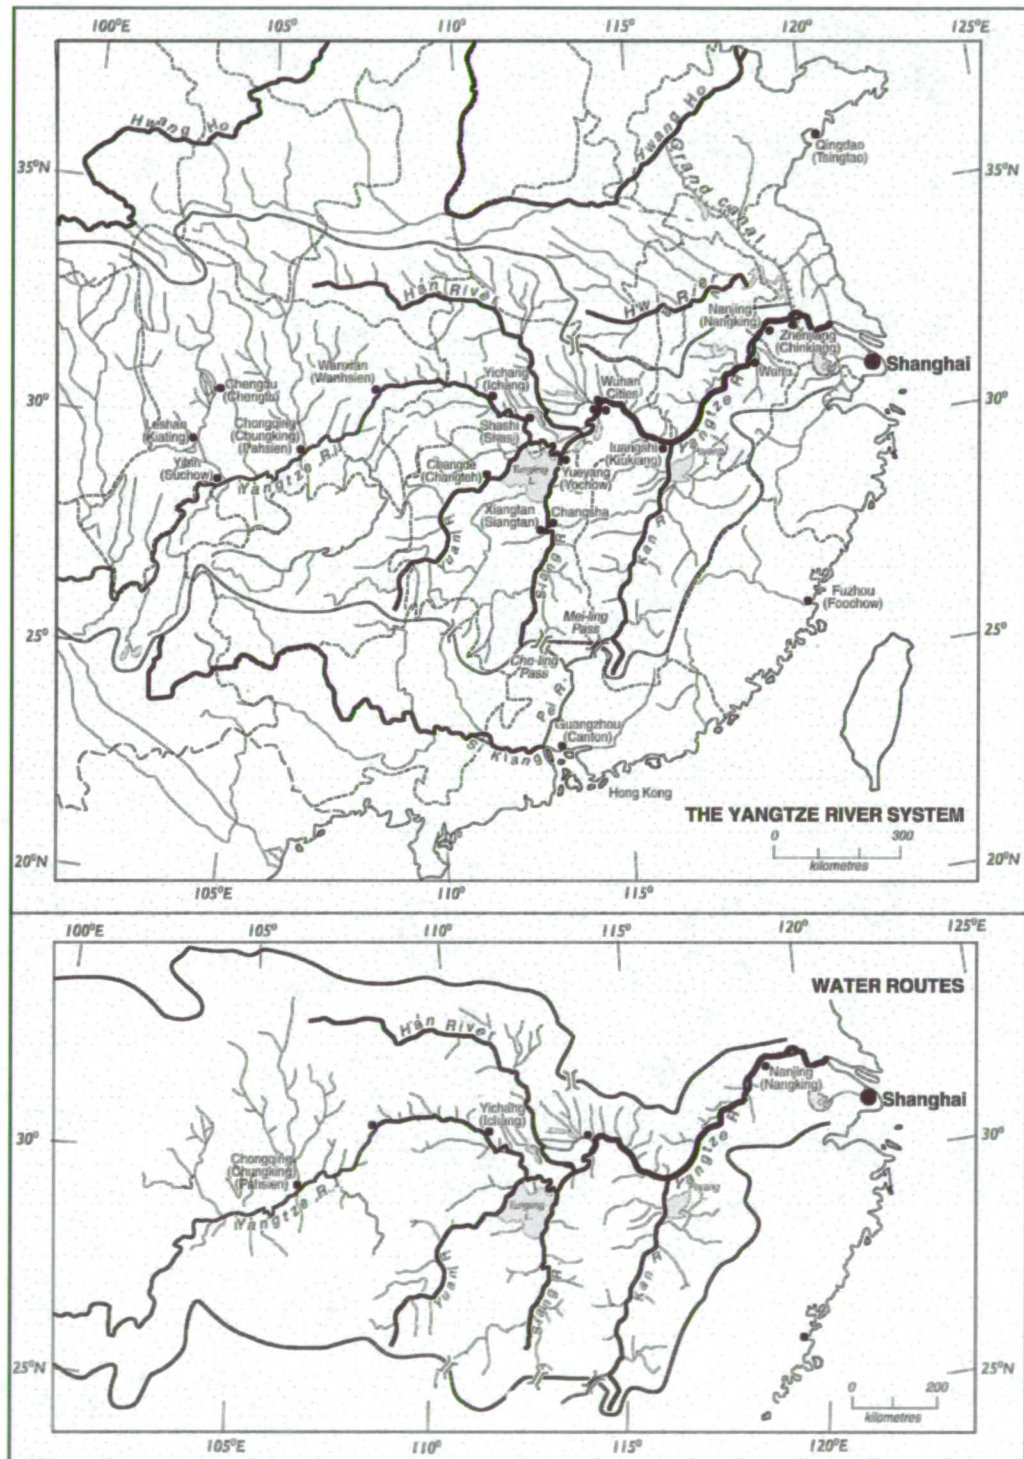 100°E 105° 110° 115° 120° 125°E
Hwang Ho
Hwang Ho
Grand canal
Qingdao
(Tsingtao)
35°N
35°N
Han River
Nanjing
(Nangking)
Zhenjiang
(Chinkiang)
Wuhu
Shanghai
Wanxian
(Wanhsien)
Yichang
(Ichang)
Wuhan
Cities
Chengdu
(Chengtu)
30°
30°N
Leshan
(Kiating)
Chongqing
(Chungking)
(Pahsien)
Shashi
(Shasi)
Yangtze R.
(Kiukiang)
Yibin
(Suchow)
Yangtze R.
Changde
(Changteh)
Tungting
L.
Yueyang
(Yochow)
Poyang
Xiangtan
(Siangtan)
Changsha
Yuan R
Siang R
Kan R
Fuzhou
(Foochow)
25°
25°N
Mei-ling
Pass
Che-ling
Pass
Pei R
Guangzhou
(Canton)
Si Kiang
Hong Kong
THE YANGTZE RIVER SYSTEM
0 300
kilometres
20°N
20°N
105°E 110° 115°
100°E 105° 110° 115° 120° 125°E
WATER ROUTES
Han River
Nanjing
(Nangking)
Shanghai
Yichang
(Ichang)
30°
30°N
Chongqing
(Chungking)
(Pahsien)
Yangtze R.
Yangtze R
Tungting
L.
Poyang
Yuan R
Siang R
Kan R
25°N
25°N
0 200
kilometres
105°E 110° 115° 120°E